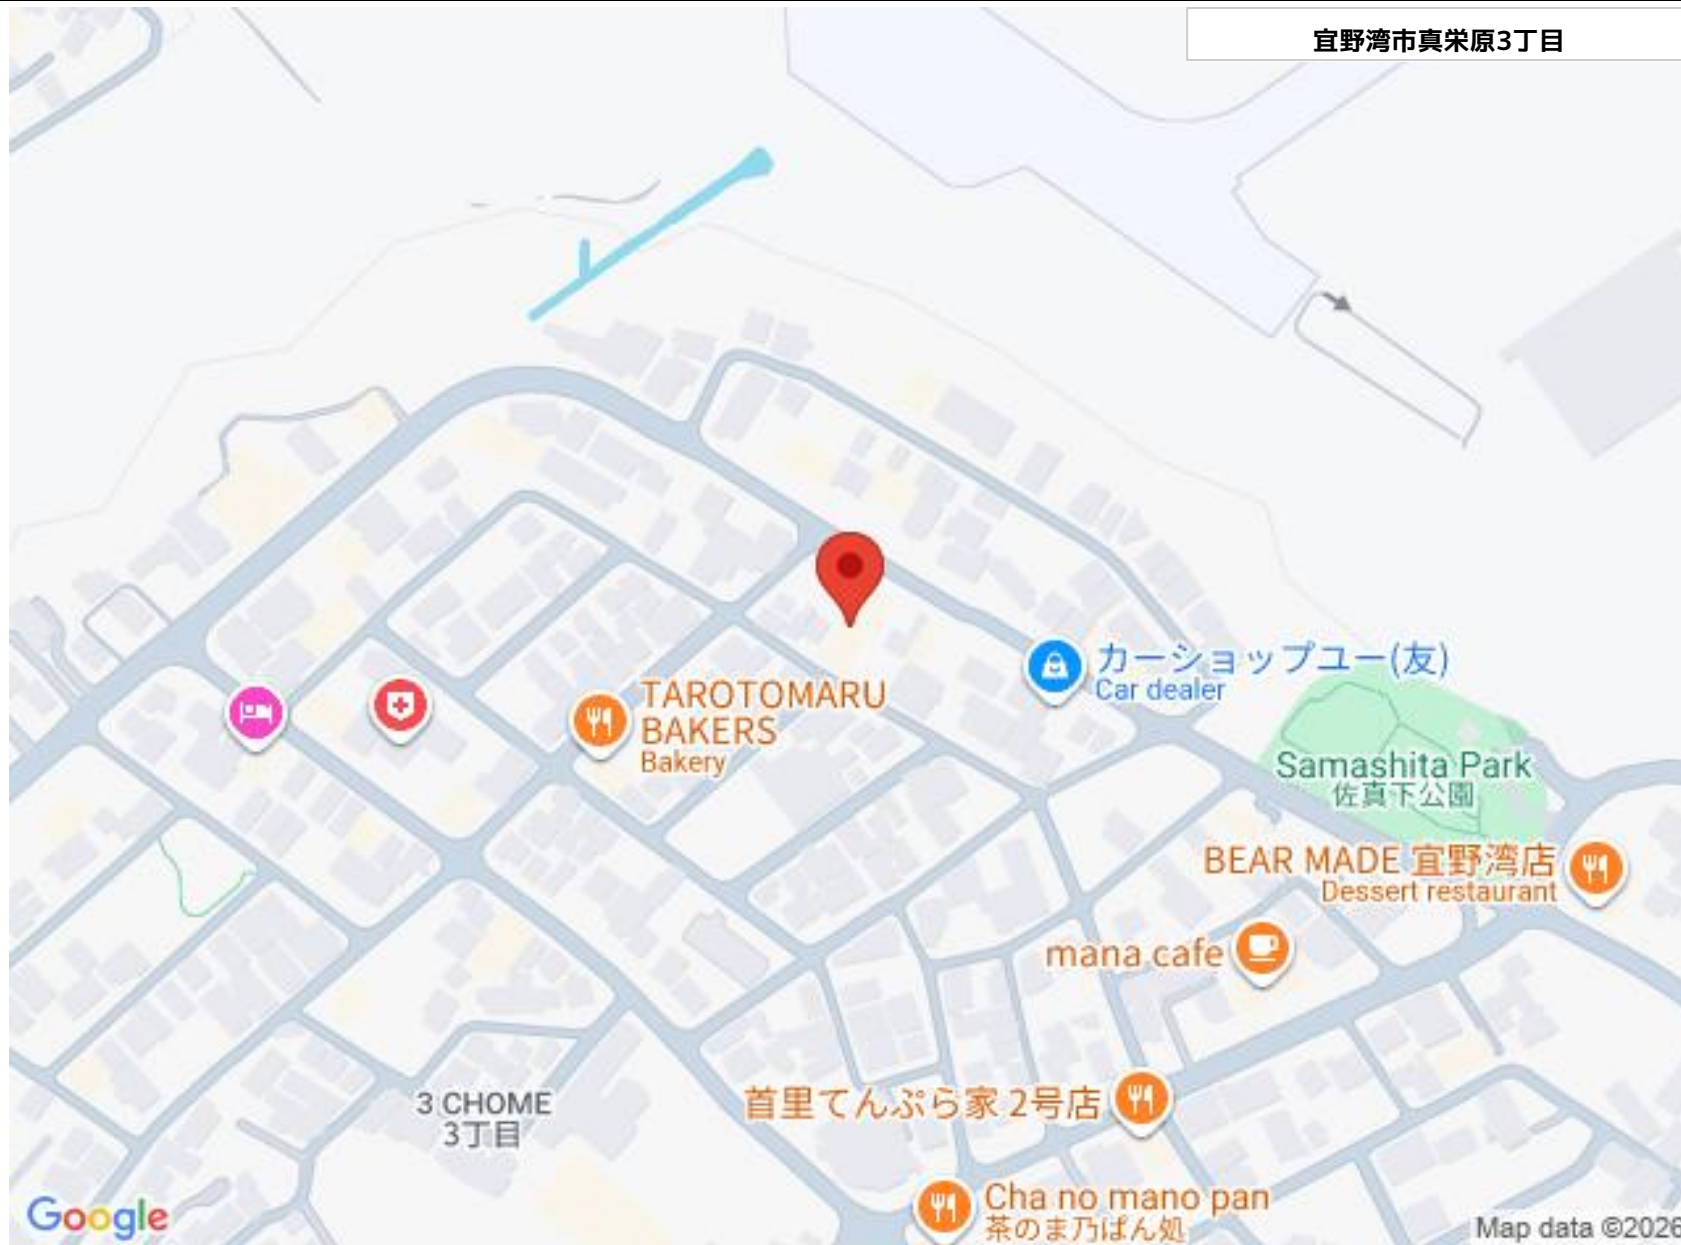 宜野湾市真栄原3丁目
カーショップユー(友)
Car dealer
TAROTOMARU
BAKERS
Bakery
Samashita Park
佐真下公園
BEAR MADE 宜野湾店
Dessert restaurant
mana cafe
首里てんぷら家 2号店
3 CHOME
3丁目
Cha no mano pan
茶のま乃ぱん処
Google
Map data ©2026